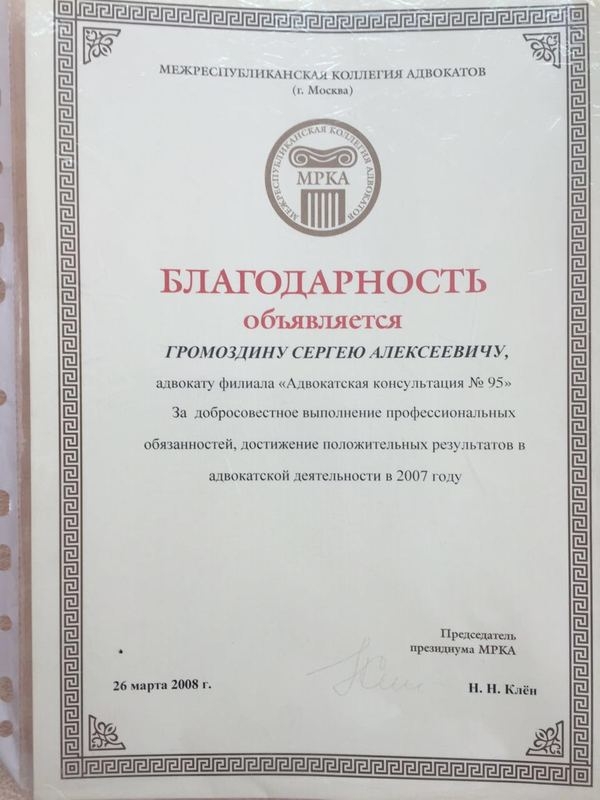 МЕЖРЕСПУБЛИКАНСКАЯ КОЛЛЕГИЯ АДВОКАТОВ
(г. Москва)
МЕЖРЕСПУБЛИКАНСКАЯ КОЛЛЕГИЯ АДВОКАТОВ
МРКА
БЛАГОДАРНОСТЬ
объявляется
ГРОМОЗДИНУ СЕРГЕЮ АЛЕКСЕЕВИЧУ,
адвокату филиала «Адвокатская консультация № 95»
За добросовестное выполнение профессиональных
обязанностей, достижение положительных результатов в
адвокатской деятельности в 2007 году
Председатель
президиума МРКА
26 марта 2008 г.
Н. Н. Клён